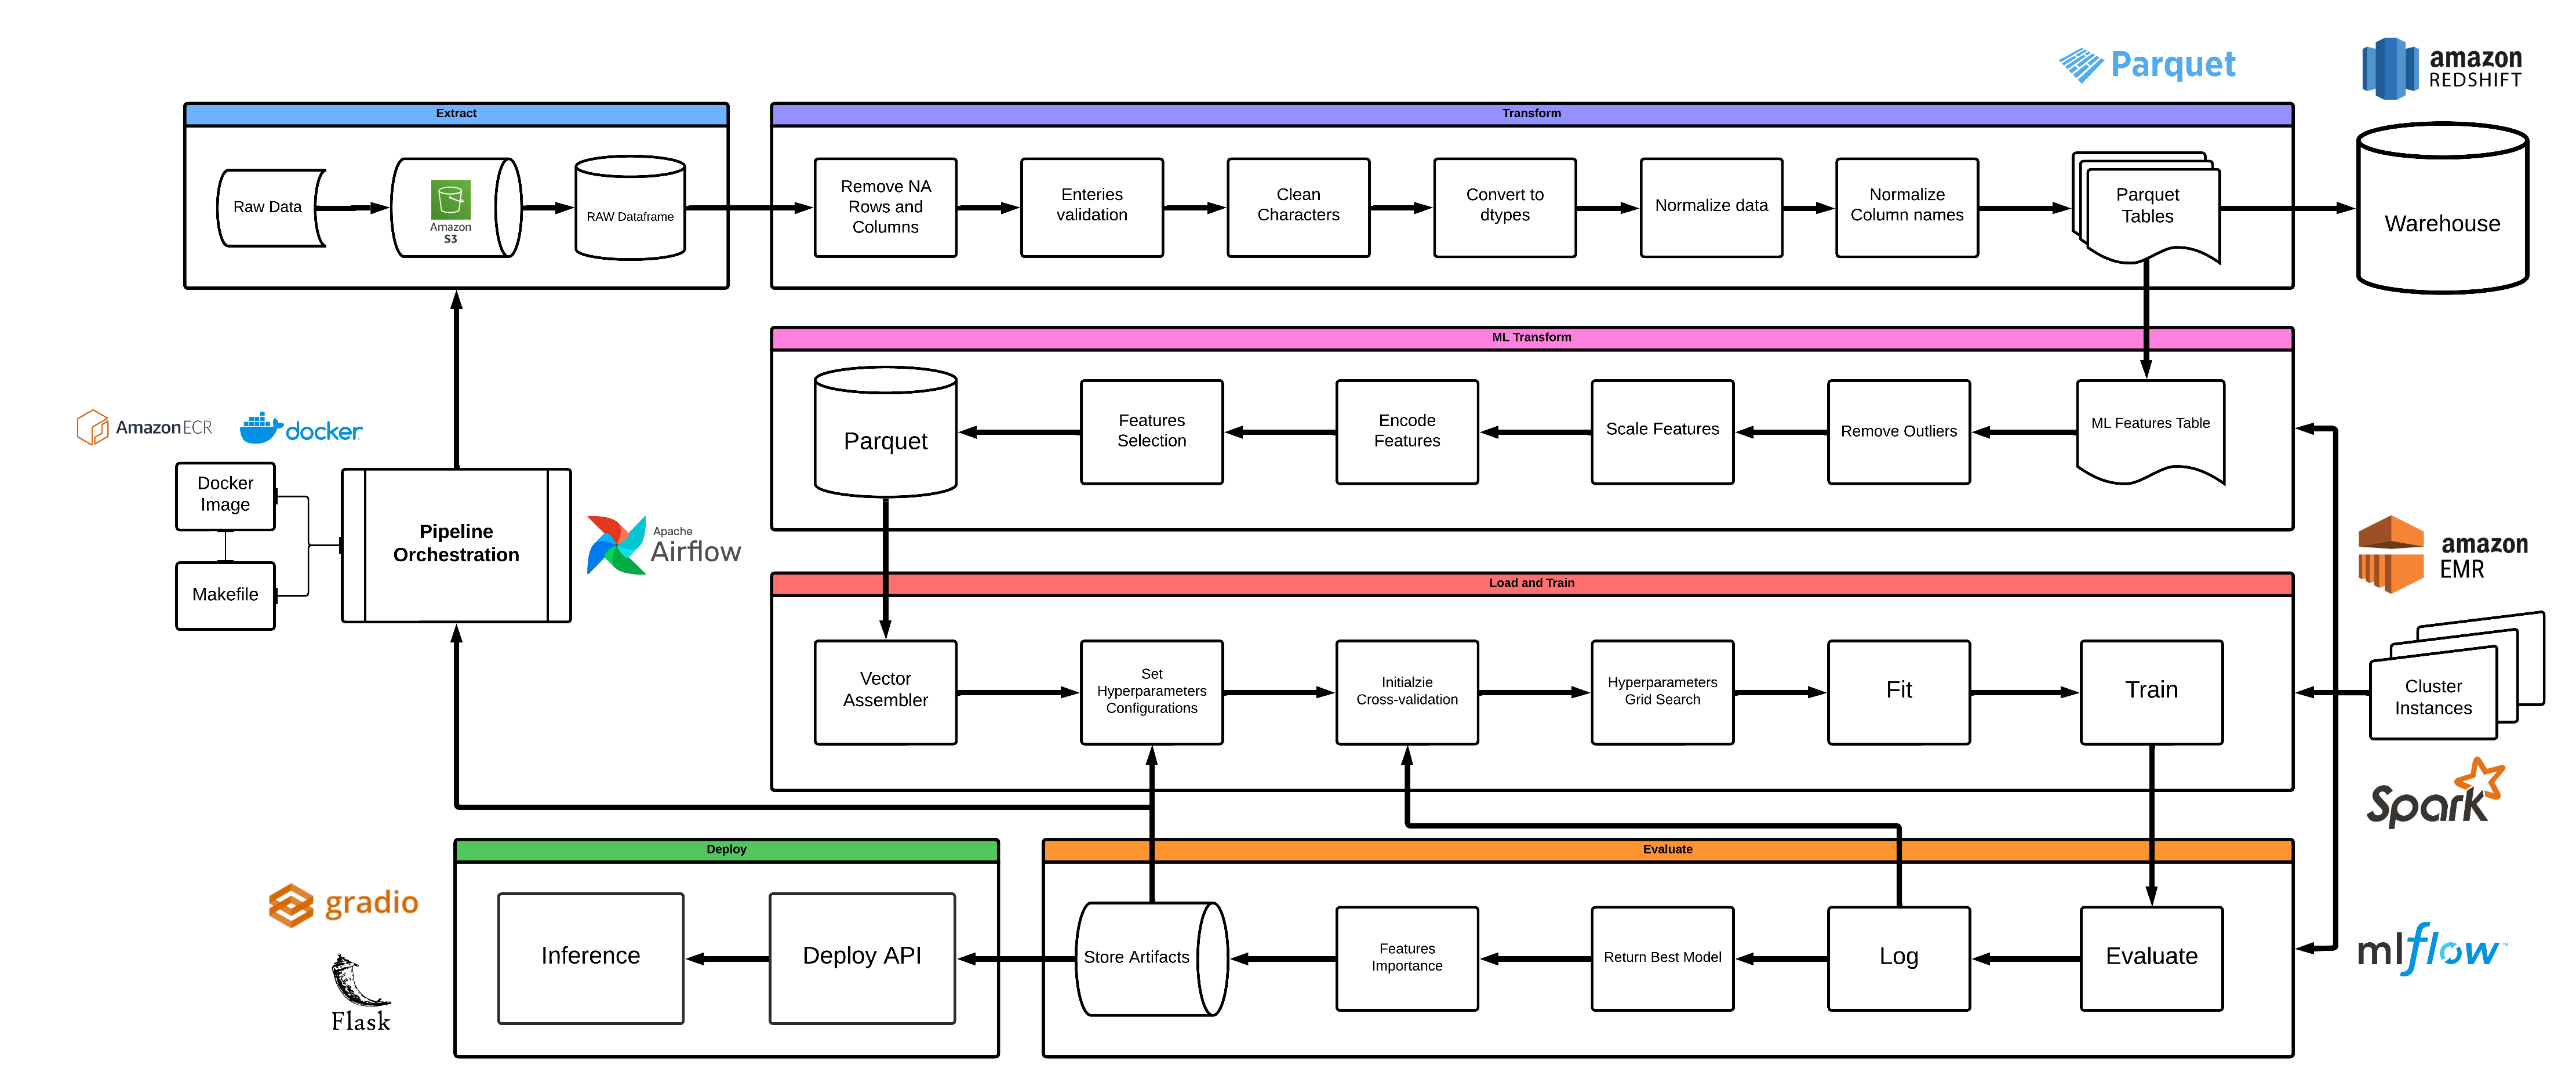 Parquet
amazon
REDSHIFT
Extract
Raw Data
Amazon
S3
RAW Dataframe
Transform
Remove NA
Rows and
Columns
Enteries
validation
Clean
Characters
Convert to
dtypes
Normalize data
Normalize
Column names
Parquet
Tables
Warehouse
ML Transform
Parquet
Features
Selection
Encode
Features
Scale Features
Remove Outliers
ML Features Table
Amazon ECR
docker
Docker
Image
Makefile
Pipeline
Orchestration
Apache
Airflow
amazon
EMR
Load and Train
Vector
Assembler
Set
Hyperparameters
Configurations
Initialzie
Cross-validation
Hyperparameters
Grid Search
Fit
Train
Cluster
Instances
Spark
Deploy
Inference
Deploy API
gradio
Flask
Evaluate
Store Artifacts
Features
Importance
Return Best Model
Log
Evaluate
mlflow™